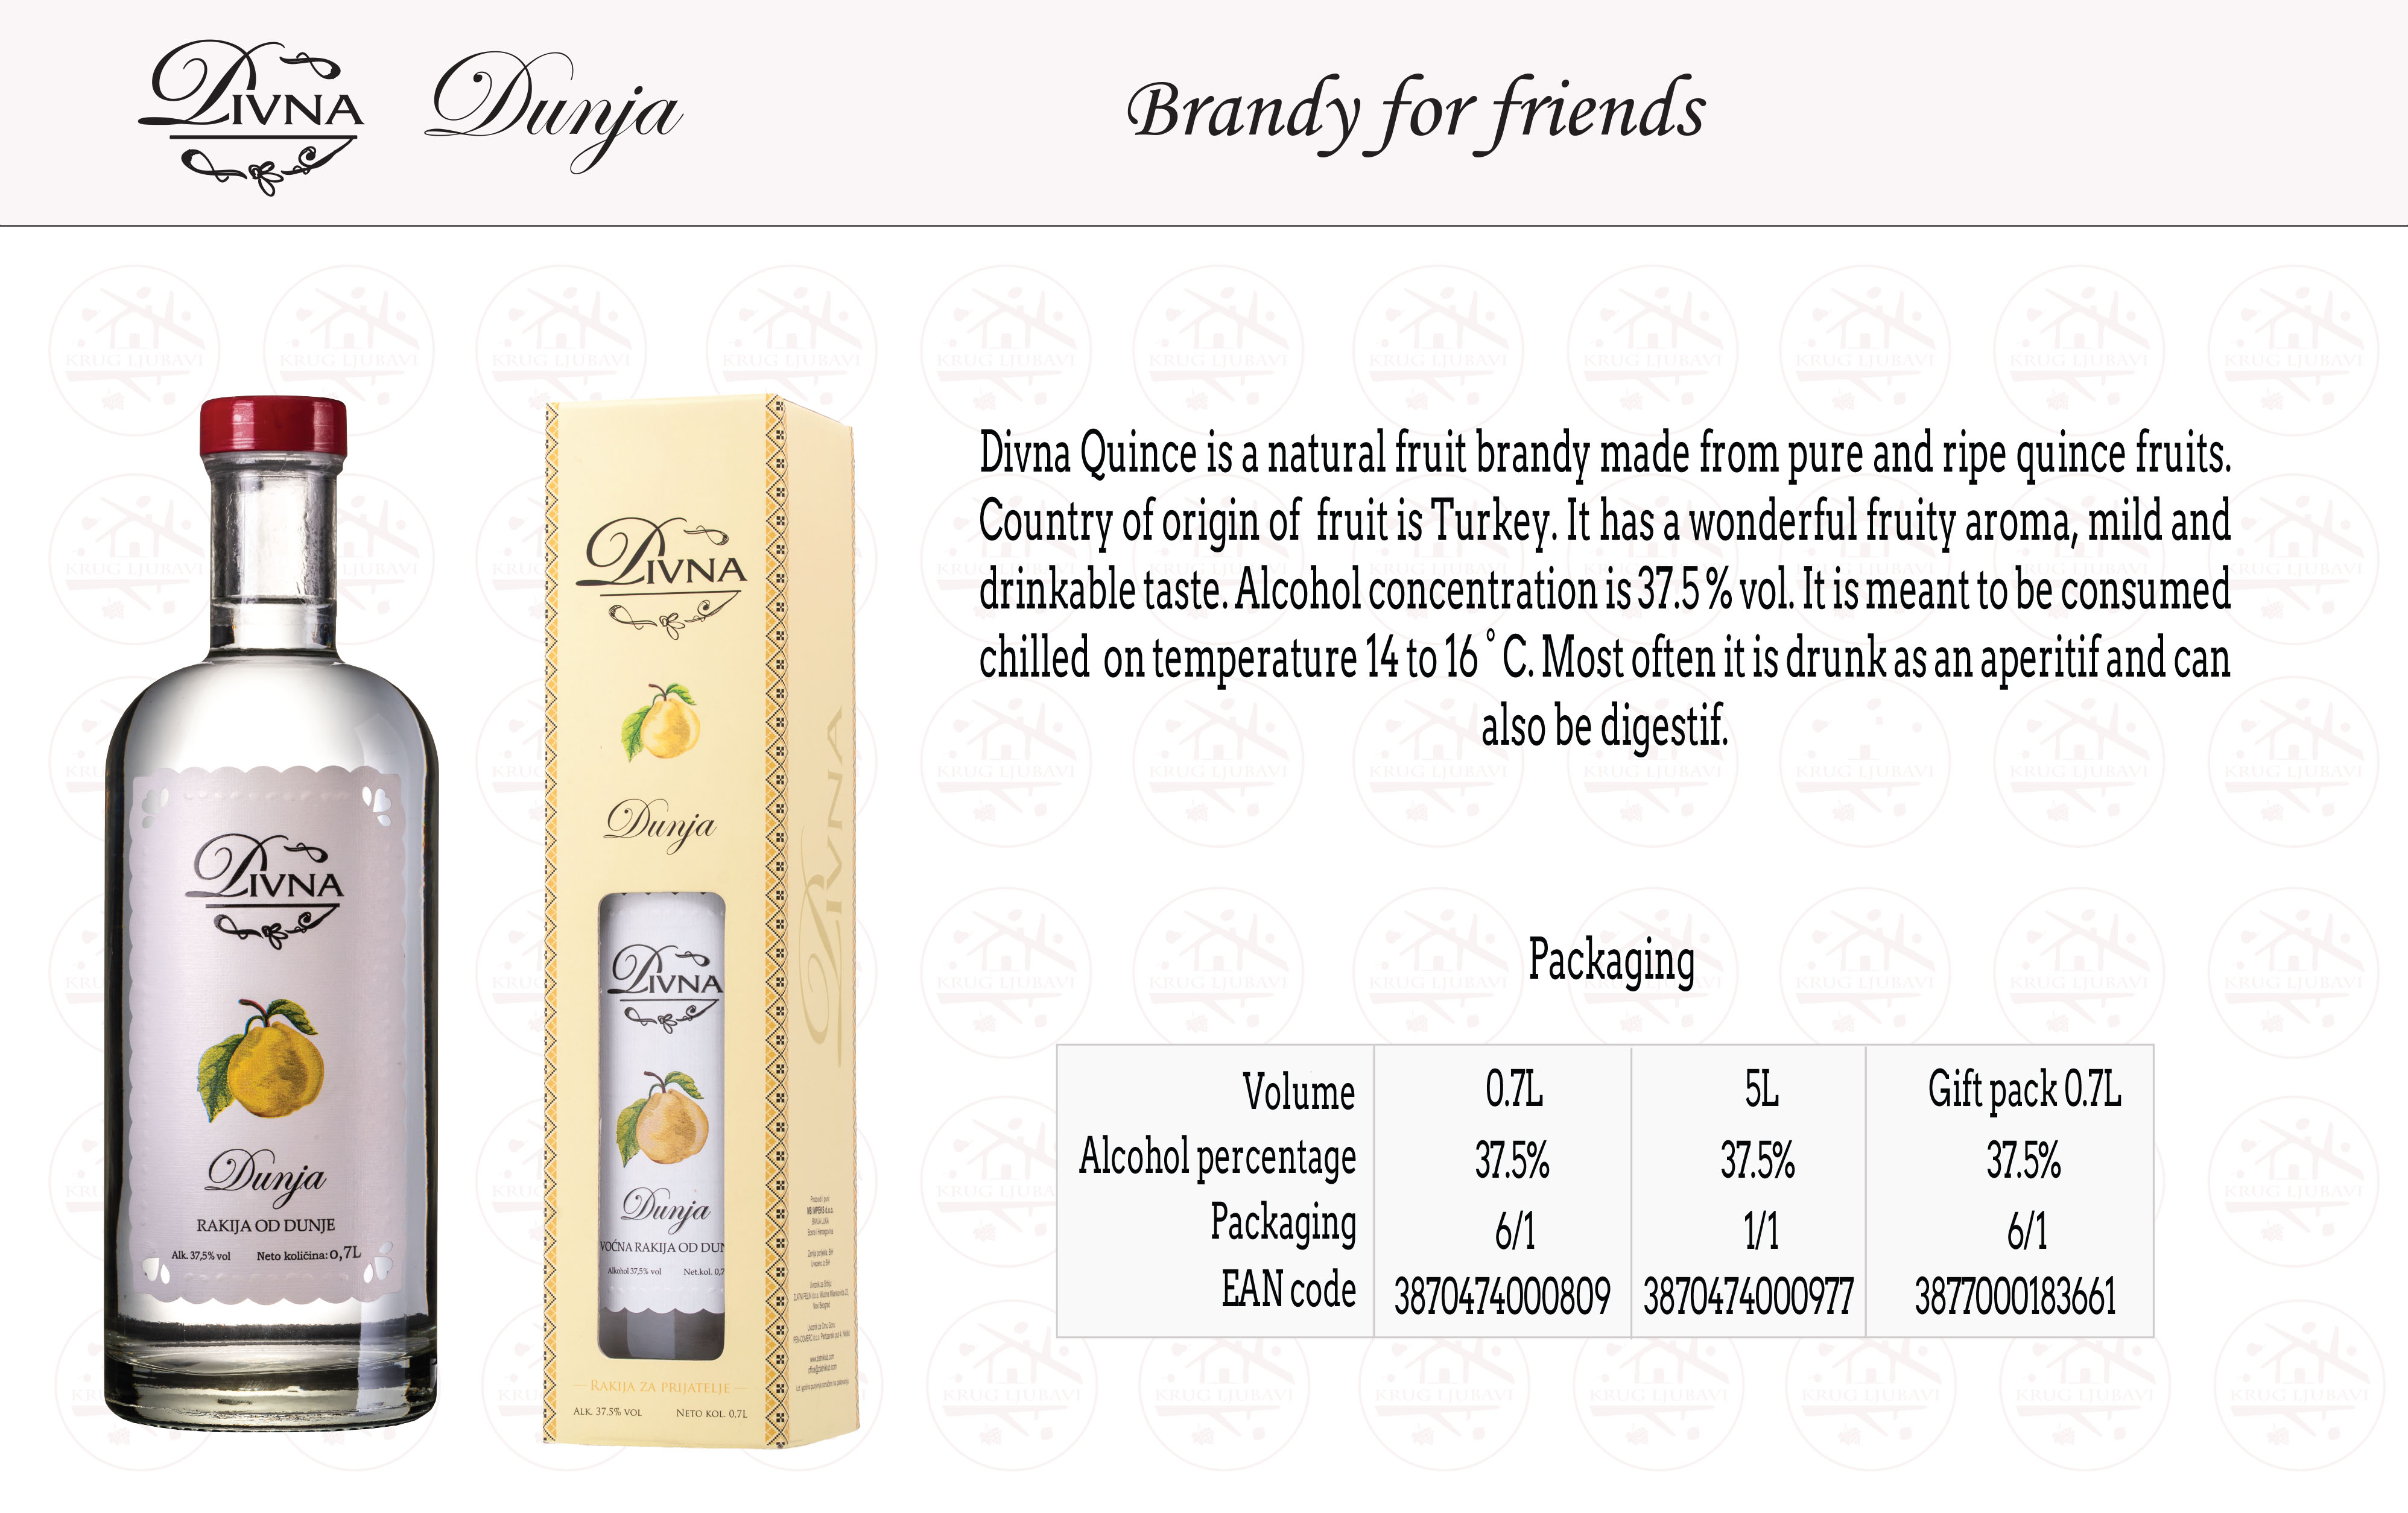 DIVNA
Dunja
Brandy for friends
Divna Quince is a natural fruit brandy made from pure and ripe quince fruits.
Country of origin of fruit is Turkey. It has a wonderful fruity aroma, mild and
drinkable taste. Alcohol concentration is 37.5% vol. It is meant to be consumed
chilled on temperature 14 to 16˚ C. Most often it is drunk as an aperitif and can
also be digestif.
Packaging
Volume 0.7L 5L Gift pack 0.7L
Alcohol percentage 37.5% 37.5% 37.5%
Packaging 6/1 1/1 6/1
EAN code 3870474000809 3870474000977 3877000183661
DIVNA
Dunja
RAKIJA OD DUNJE
Alk. 37,5% vol Neto količina: 0,7L
DIVNA
Dunja
DIVNA
Dunja
VOĆNA RAKIJA OD DUN
Alkohol 37,5% vol Net.kol. 0,7
RAKIJA ZA PRIJATELJE
ALK. 37.5% VOL NETO KOL. 0,7L
DIVNA
KRUG LJUBAVI